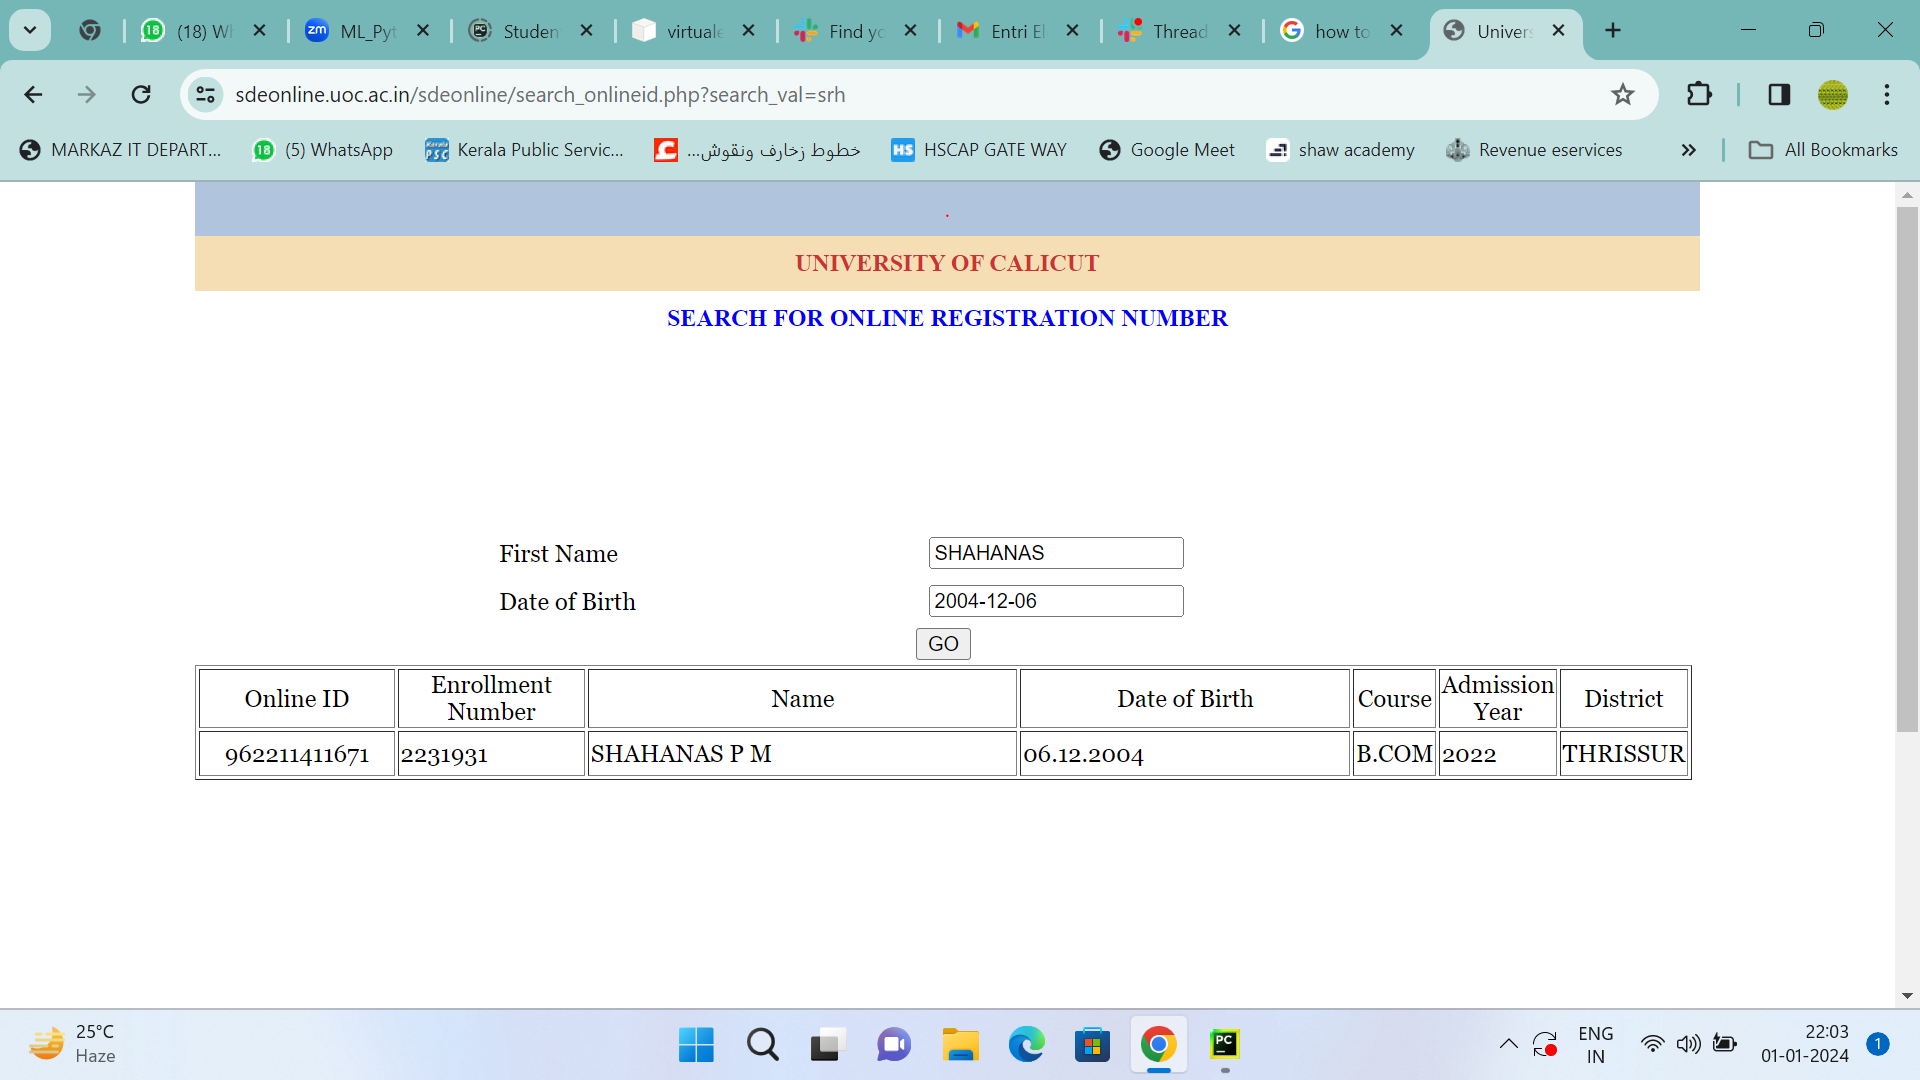 (18) W
ML_Pyt
Studen
virtuale
Find yo
Entri El
Thread
how to
Univers
sdeonline.uoc.ac.in/sdeonline/search_onlineid.php?search_val=srh
MARKAZ IT DEPART...
(5) WhatsApp
Kerala Public Servic...
خطوط زخارف ونقوش...
HSCAP GATE WAY
Google Meet
shaw academy
Revenue eservices
All Bookmarks
UNIVERSITY OF CALICUT
SEARCH FOR ONLINE REGISTRATION NUMBER
First Name SHAHANAS
Date of Birth 2004-12-06
GO
Online ID Enrollment Number Name Date of Birth Course Admission Year District
962211411671 2231931 SHAHANAS P M 06.12.2004 B.COM 2022 THRISSUR
25°C
Haze
ENG
IN
22:03
01-01-2024
1